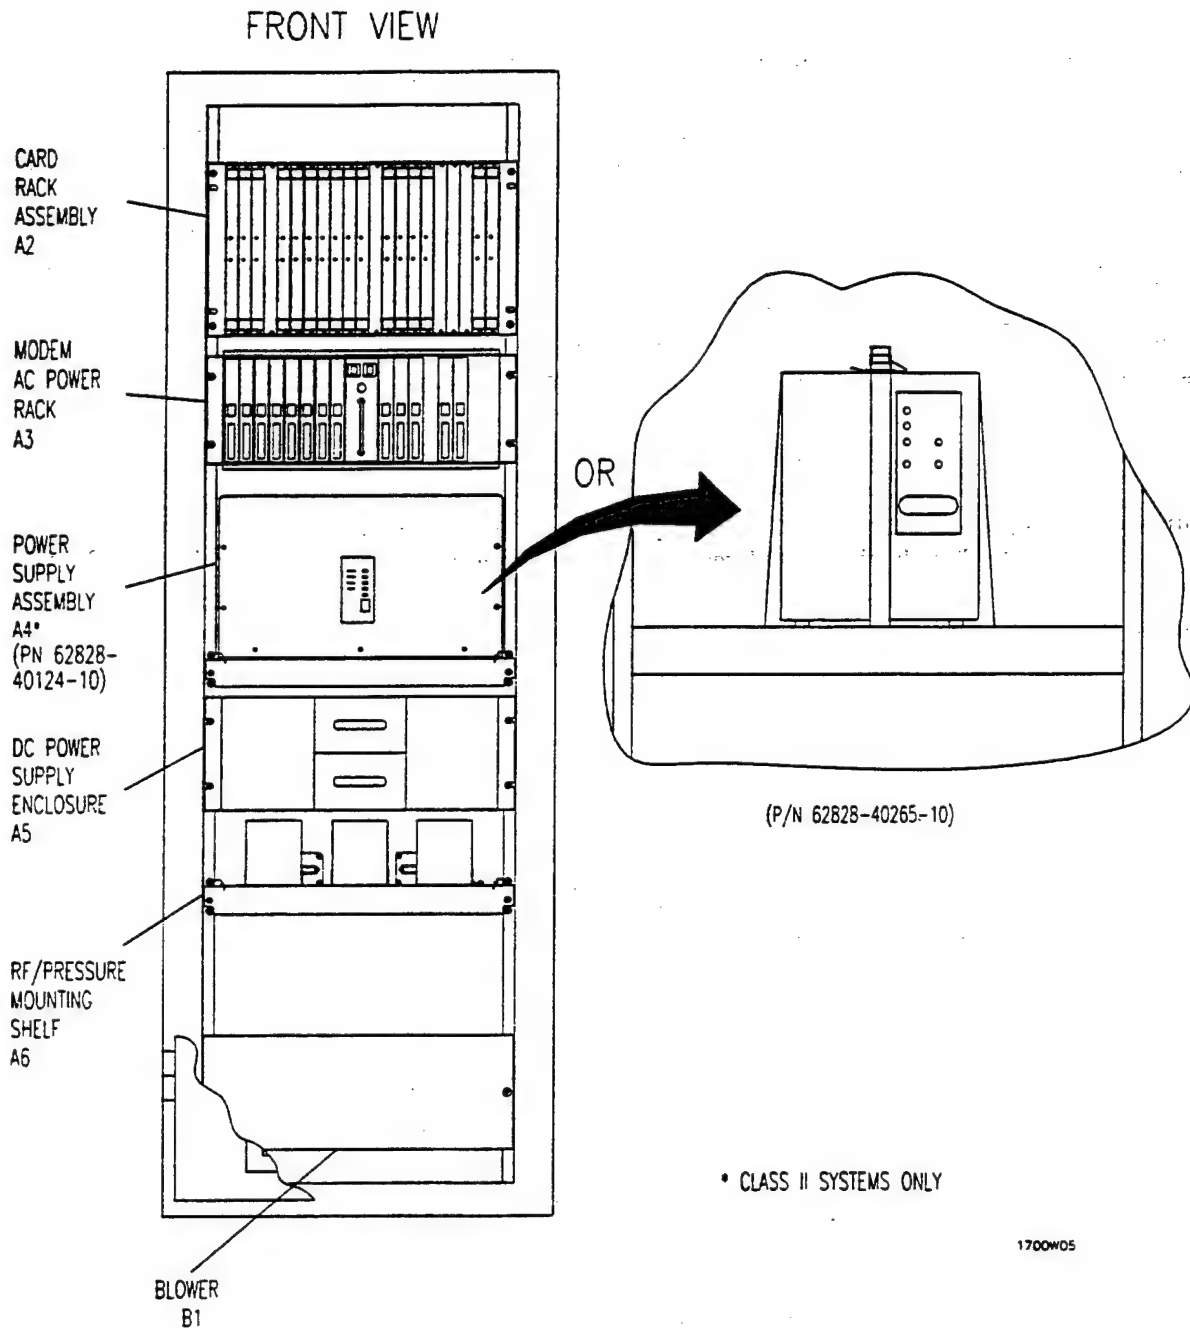 FRONT VIEW
CARD
RACK
ASSEMBLY
A2
MODEM
AC POWER
RACK
A3
POWER
SUPPLY
ASSEMBLY
A4*
(PN 62828-
40124-10)
OR
DC POWER
SUPPLY
ENCLOSURE
A5
(P/N 62828-40265-10)
RF/PRESSURE
MOUNTING
SHELF
A6
* CLASS II SYSTEMS ONLY
1700W05
BLOWER
B1